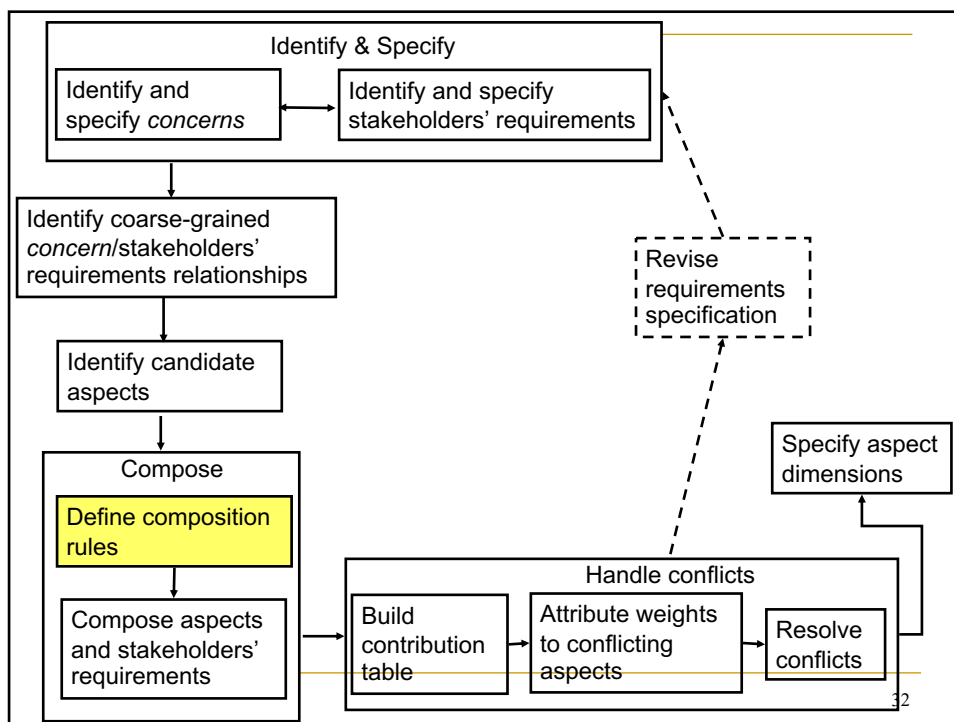 Identify & Specify
Identify and
specify concerns
Identify and specify
stakeholders’ requirements
Identify coarse-grained
concern/stakeholders’
requirements relationships
Revise
requirements
specification
Identify candidate
aspects
Specify aspect
dimensions
Compose
Define composition
rules
Compose aspects
and stakeholders’
requirements
Handle conflicts
Build
contribution
table
Attribute weights
to conflicting
aspects
Resolve
conflicts
32